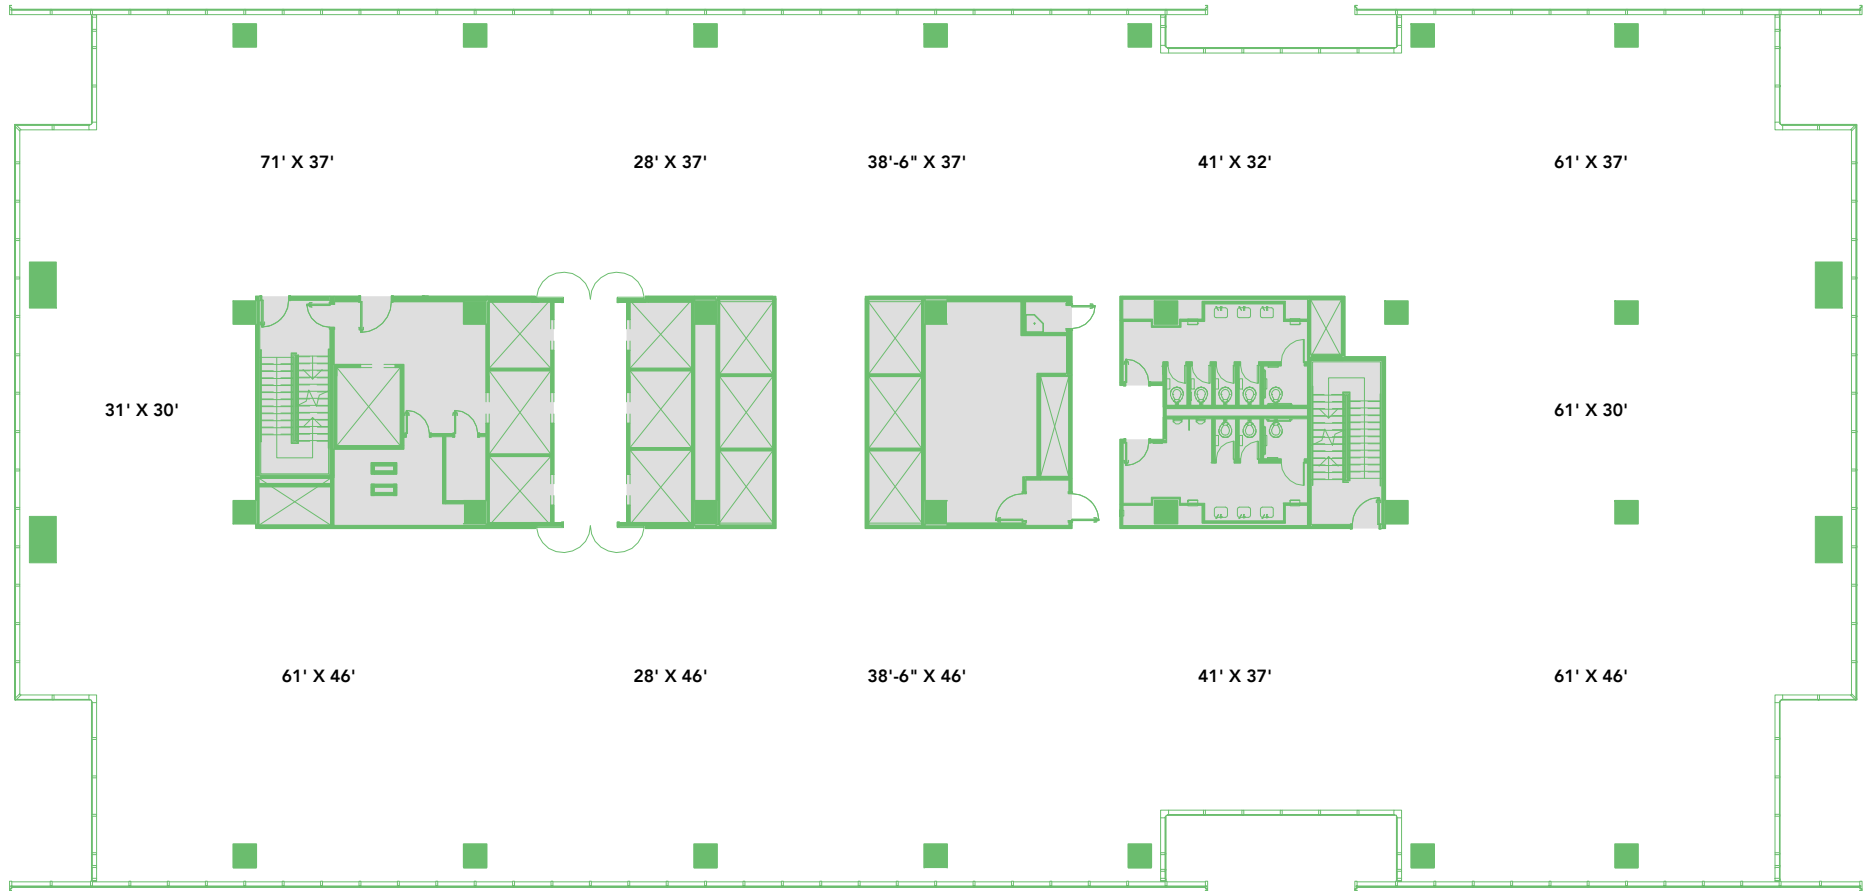 71' X 37'
28' X 37'
38'-6" X 37'
41' X 32'
61' X 37'
31' X 30'
61' X 30'
61' X 46'
28' X 46'
38'-6" X 46'
41' X 37'
61' X 46'